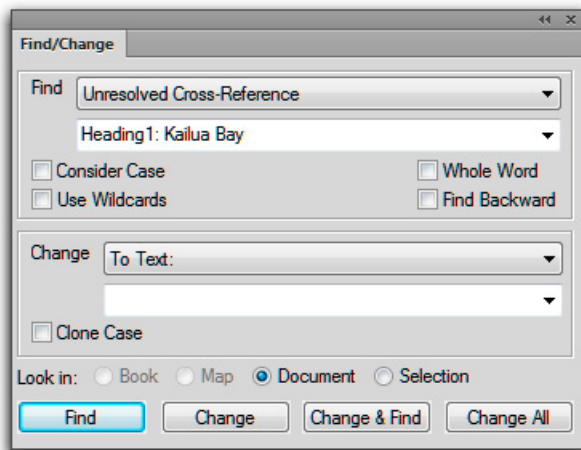 Find/Change
Find Unresolved Cross-Reference
Heading1: Kailua Bay
Consider Case Whole Word
Use Wildcards Find Backward
Change To Text:
Clone Case
Look in: Book Map Document Selection
Find Change Change & Find Change All